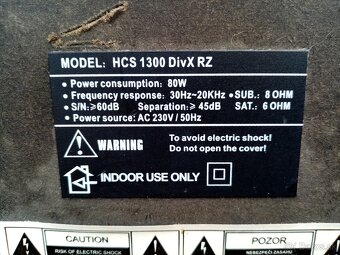 MODEL: HCS 1300 DivX RZ
• Power consumption: 80W
• Frequency response: 30Hz~20KHz • SUB.: 8 OHM
• S/N:≥60dB Separation:≥ 45dB SAT.: 6 OHM
• Power source: AC 230V / 50Hz
WARNING
To avoid electric shock!
Do not open the cover!
INDOOR USE ONLY
CAUTION
RISK OF ELECTRIC SHOCK
POZOR
NEBEZPEČÍ ZASAHU